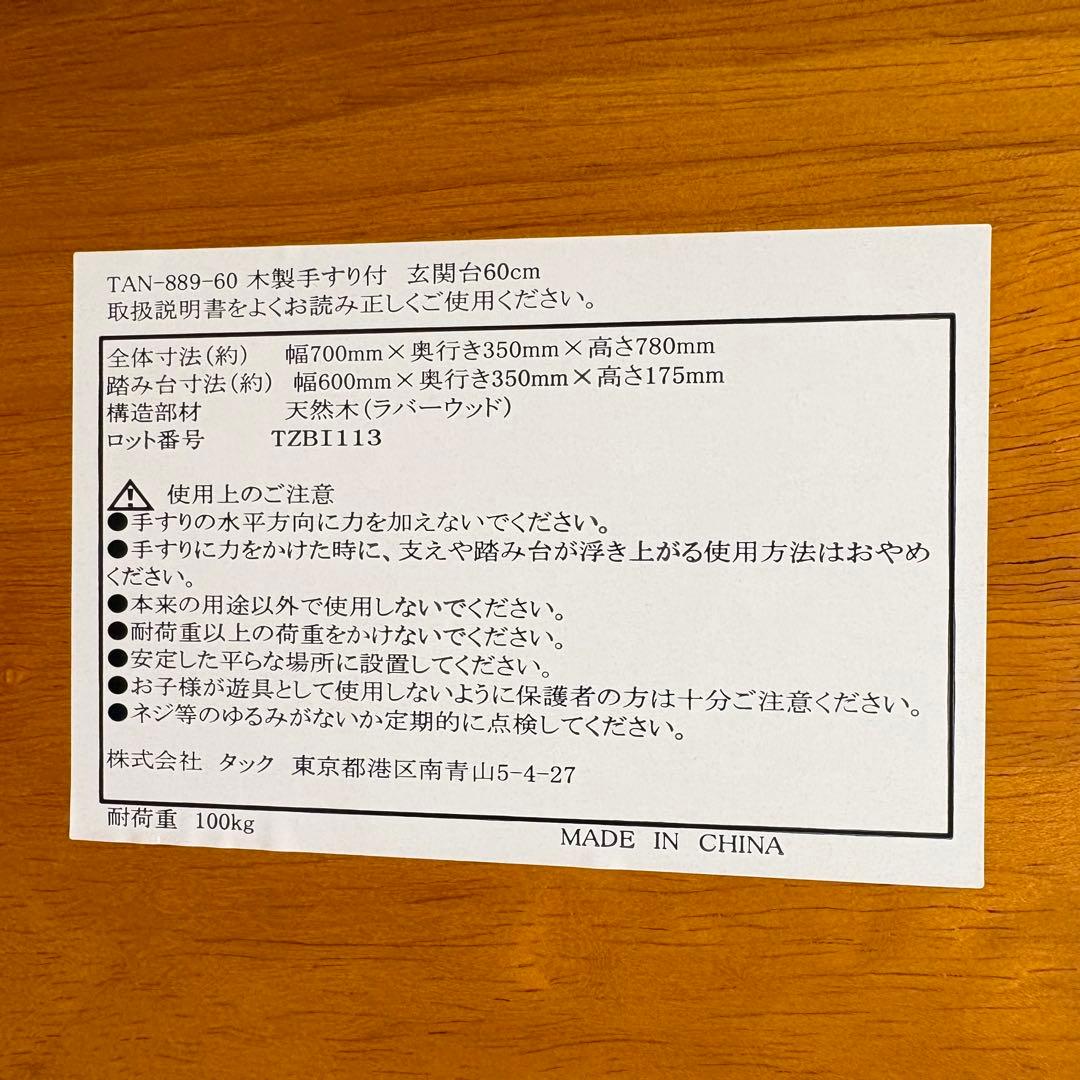 TAN-889-60 木製手すり付 玄関台60cm
取扱説明書をよくお読み正しくご使用ください。
全体寸法(約) 幅700mm×奥行き350mm×高さ780mm
踏み台寸法(約) 幅600mm×奥行き350mm×高さ175mm
構造部材 天然木(ラバーウッド)
ロット番号 TZBI113
使用上のご注意
●手すりの水平方向に力を加えないでください。
●手すりに力をかけた時に、支えや踏み台が浮き上がる使用方法はおやめ
ください。
●本来の用途以外で使用しないでください。
●耐荷重以上の荷重をかけないでください。
●安定した平らな場所に設置してください。
●お子様が遊具として使用しないように保護者の方は十分ご注意ください。
●ネジ等のゆるみがないか定期的に点検してください。
株式会社 タック 東京都港区南青山5-4-27
耐荷重 100kg
MADE IN CHINA